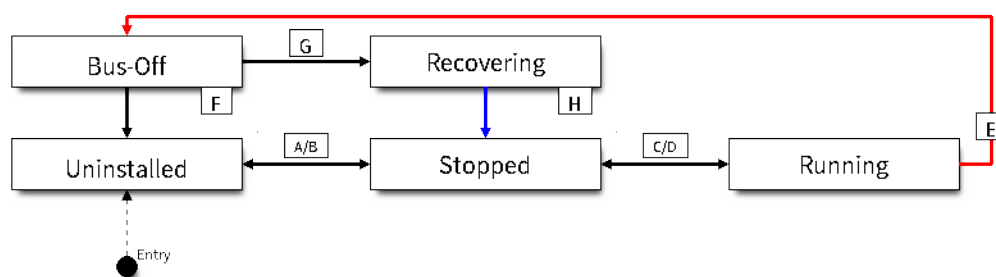 G
Bus-Off
Recovering
F
H
E
A/B
C/D
Uninstalled
Stopped
Running
Entry